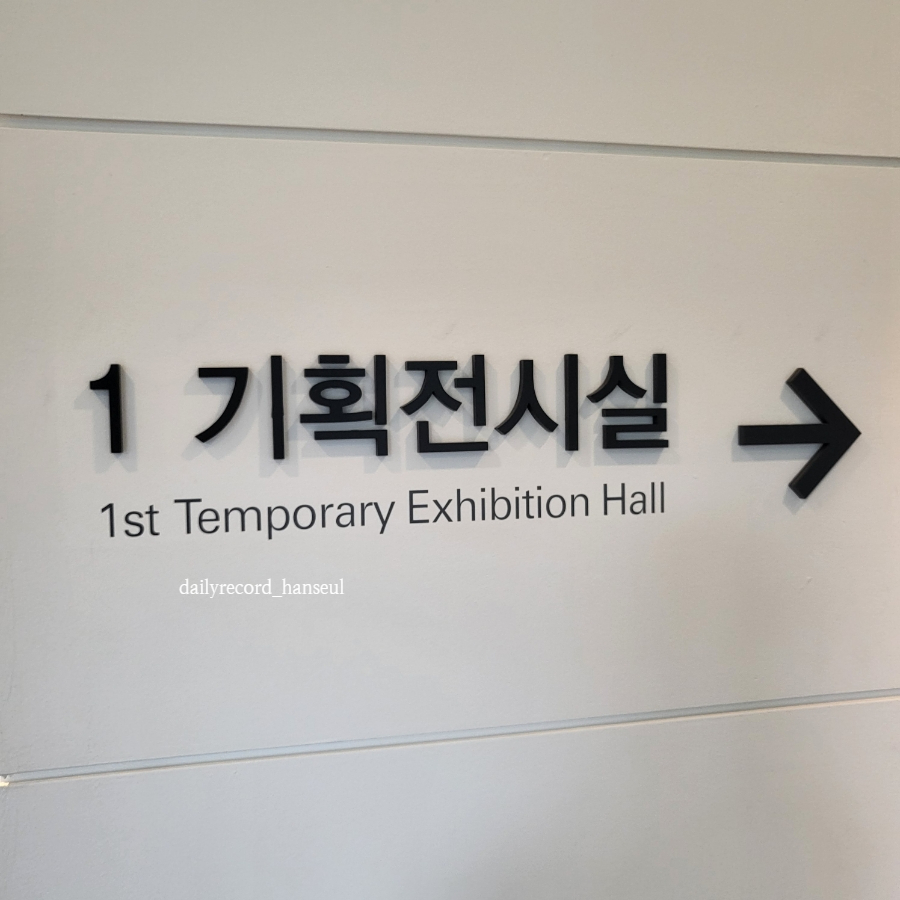 1 기획전시실 →
1st Temporary Exhibition Hall
dailyrecord_hanseul